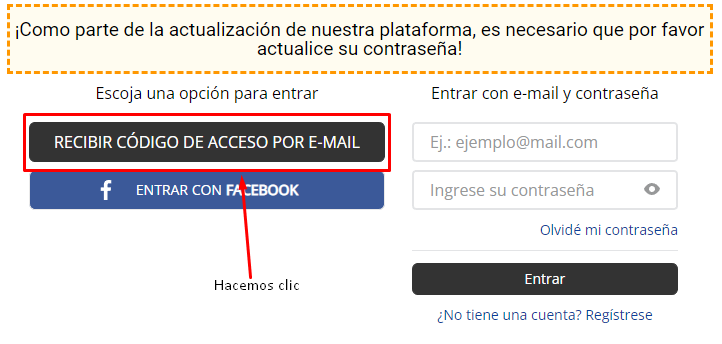 ¡Como parte de la actualización de nuestra plataforma, es necesario que por favor
actualice su contraseña!
Escoja una opción para entrar
RECIBIR CÓDIGO DE ACCESO POR E-MAIL
f ENTRAR CON FACEBOOK
Hacemos clic
Entrar con e-mail y contraseña
Ej.: ejemplo@mail.com
Ingrese su contraseña
Olvidé mi contraseña
Entrar
¿No tiene una cuenta? Regístrese